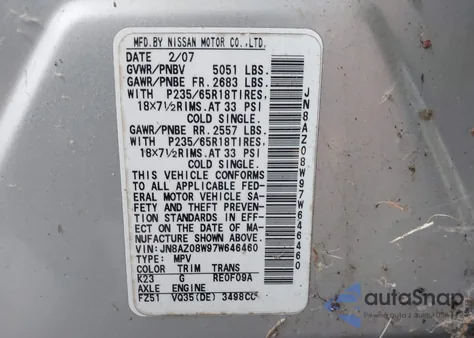 MFD.BY NISSAN MOTOR CO.,LTD.
DATE 2/07
GVWR/PNBV 5051 LBS.
GAWR/PNBE FR. 2683 LBS.
WITH P235/65R18TIRES.
18X7½RIMS.AT 33 PSI
COLD SINGLE.
GAWR/PNBE RR. 2557 LBS.
WITH P235/65R18TIRES.
18X7½RIMS.AT 33 PSI
COLD SINGLE.
THIS VEHICLE CONFORMS
TO ALL APPLICABLE FED-
ERAL MOTOR VEHICLE SA-
FETY AND THEFT PREVEN-
TION STANDARDS IN EFF-
ECT ON THE DATE OF MA-
NUFACTURE SHOWN ABOVE.
VIN: JN8AZ08W97W646460
TYPE: MPV
COLOR TRIM TRANS
K23 G RE0F09A
AXLE ENGINE
FZ51 VQ35(DE) 3498CC
JN8AZ08W97W646460
autoSnap